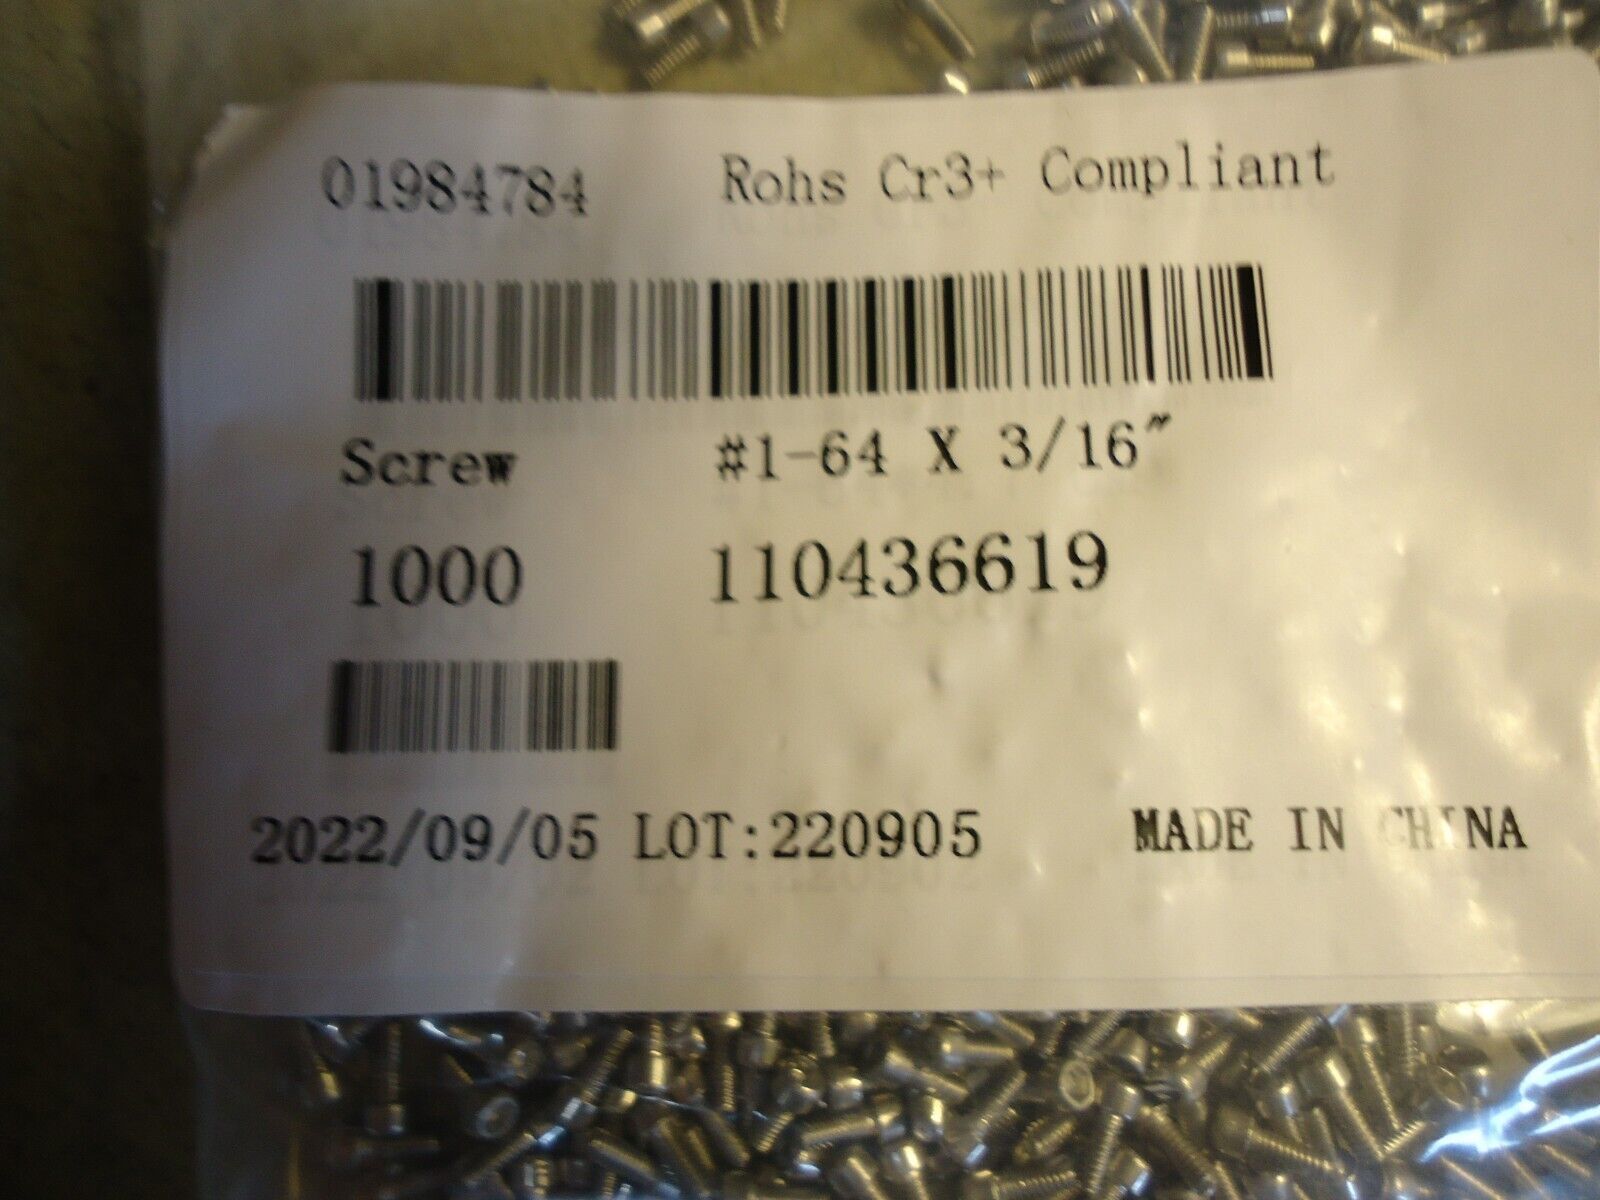 01984784 Rohs Cr3+ Compliant
Screw #1-64 X 3/16"
1000 110436619
2022/09/05 LOT:220905 MADE IN CHINA